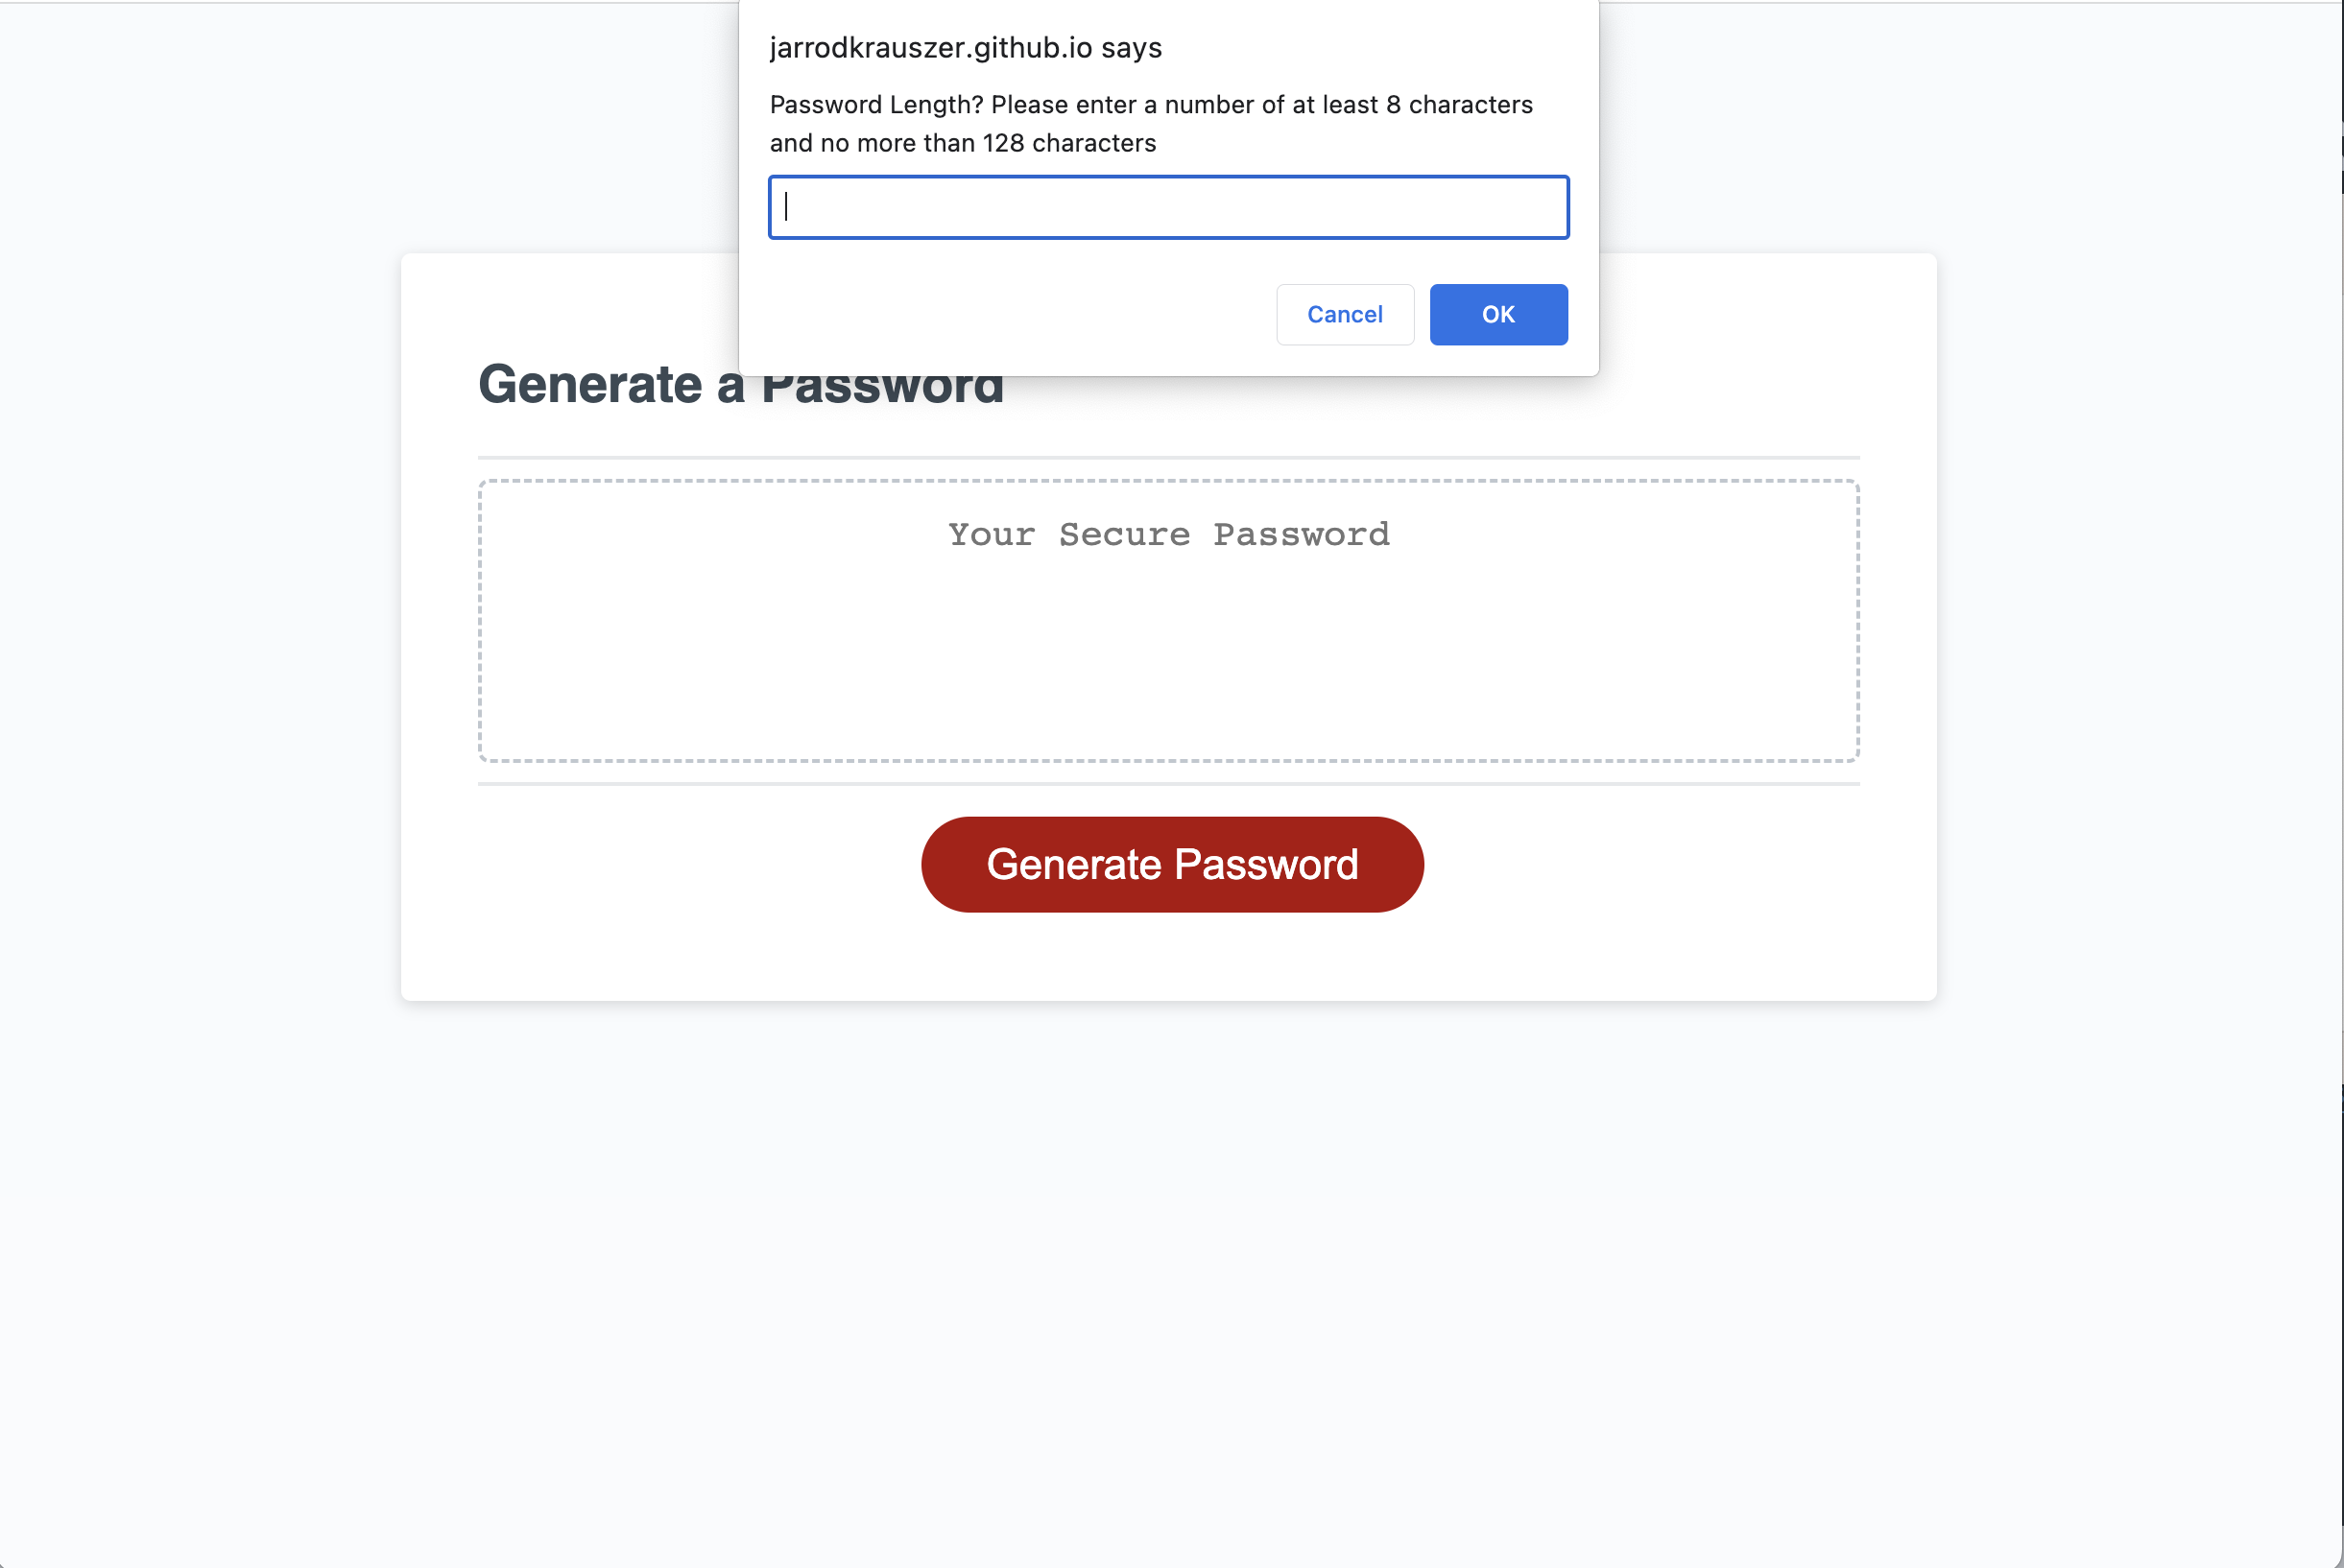 jarrodkrauszer.github.io says
Password Length? Please enter a number of at least 8 characters
and no more than 128 characters
Cancel
OK
Generate a Password
Your Secure Password
Generate Password